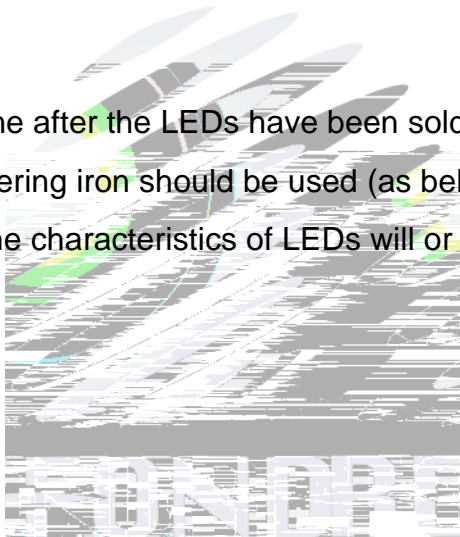 ne after the LEDs have been sold
ering iron should be used (as bel
ne characteristics of LEDs will or